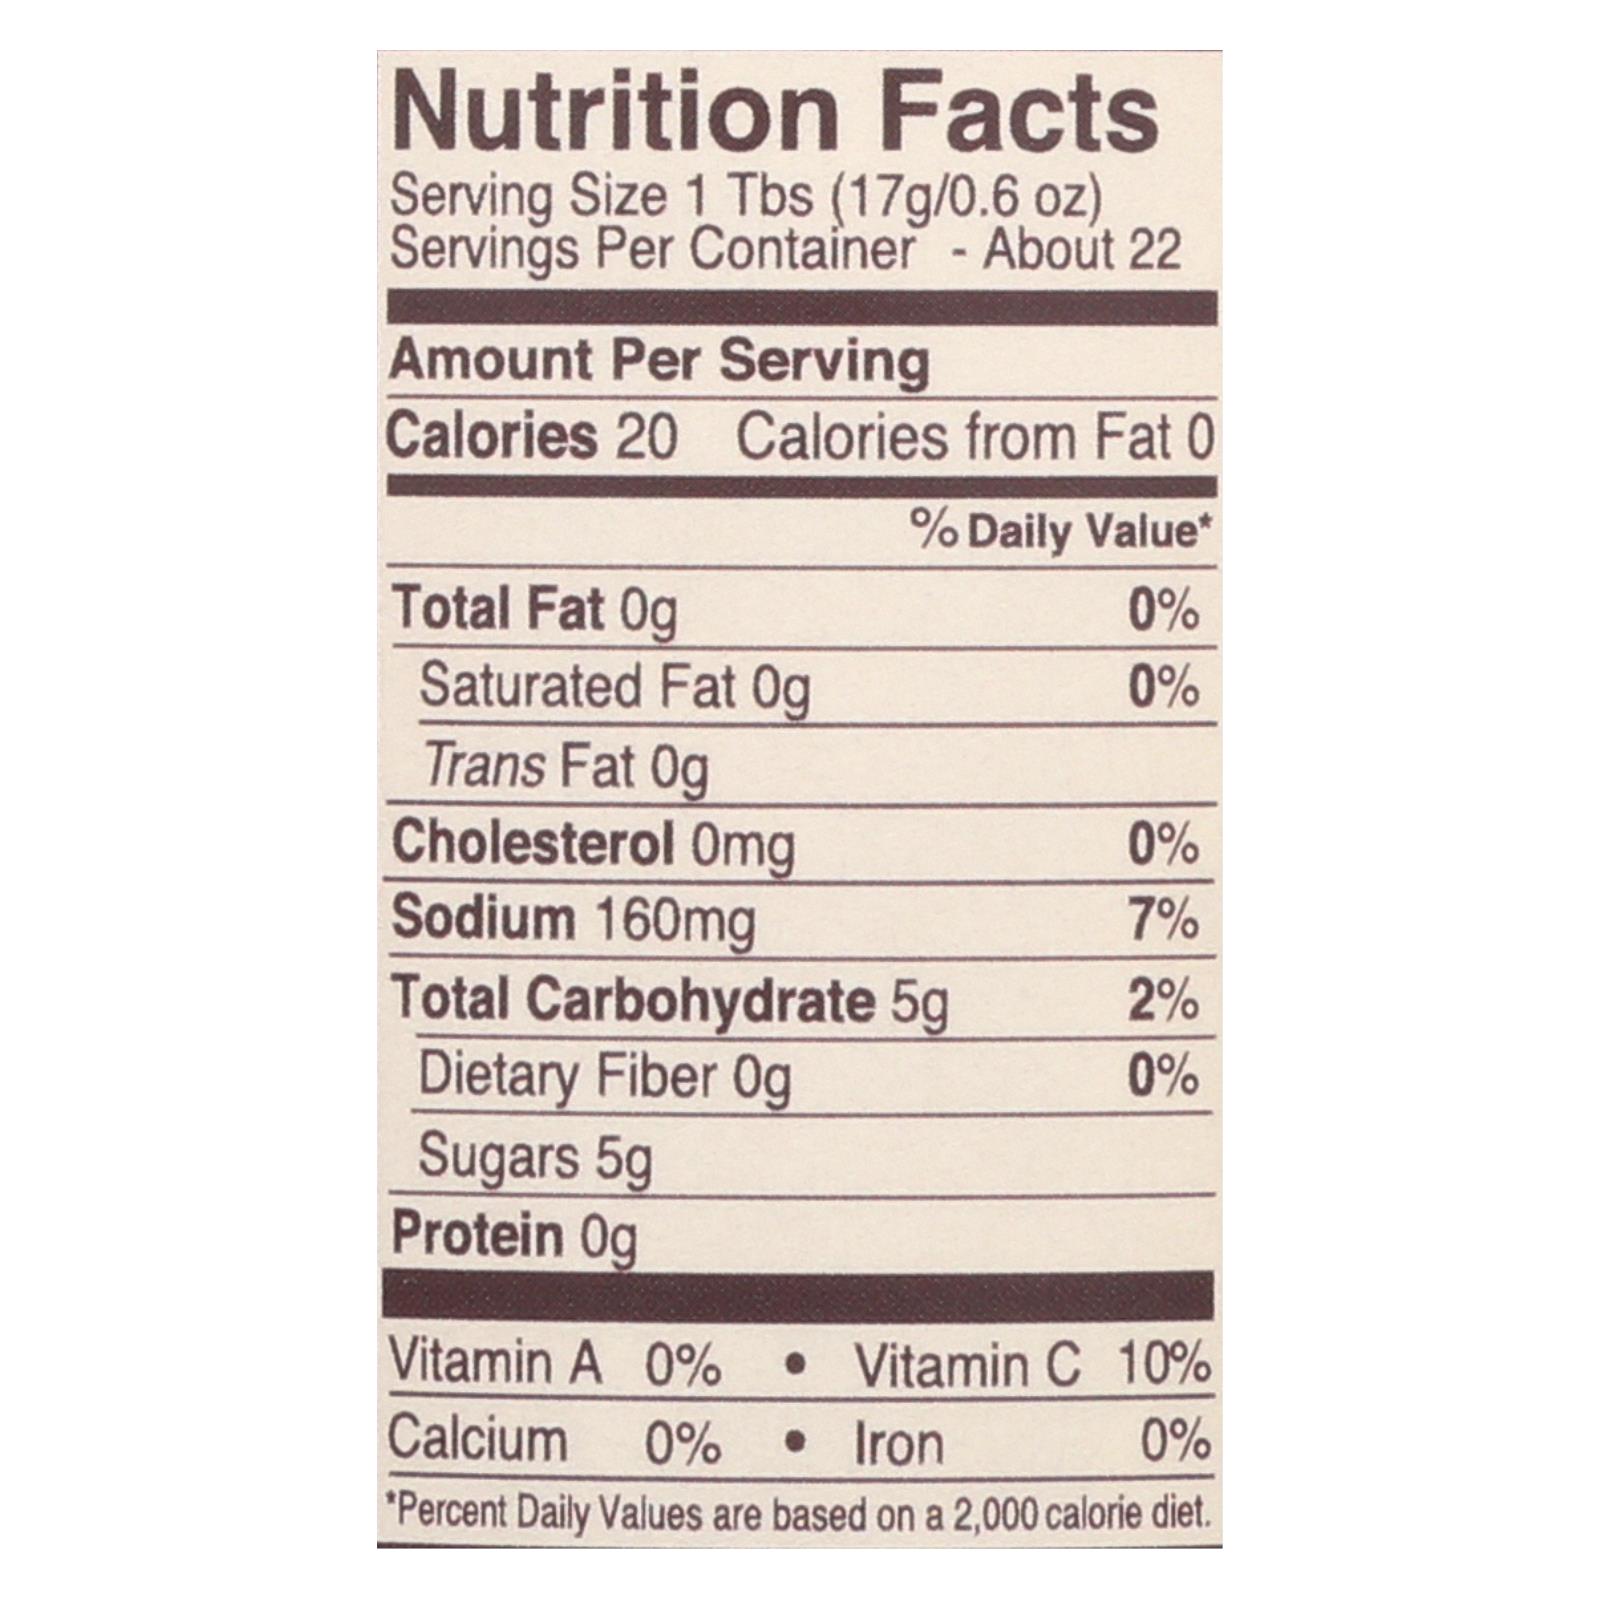 Nutrition Facts
Serving Size 1 Tbs (17g/0.6 oz)
Servings Per Container - About 22
Amount Per Serving
Calories 20 Calories from Fat 0
% Daily Value*
Total Fat 0g 0%
Saturated Fat 0g 0%
Trans Fat 0g
Cholesterol 0mg 0%
Sodium 160mg 7%
Total Carbohydrate 5g 2%
Dietary Fiber 0g 0%
Sugars 5g
Protein 0g
Vitamin A 0% • Vitamin C 10%
Calcium 0% • Iron 0%
*Percent Daily Values are based on a 2,000 calorie diet.